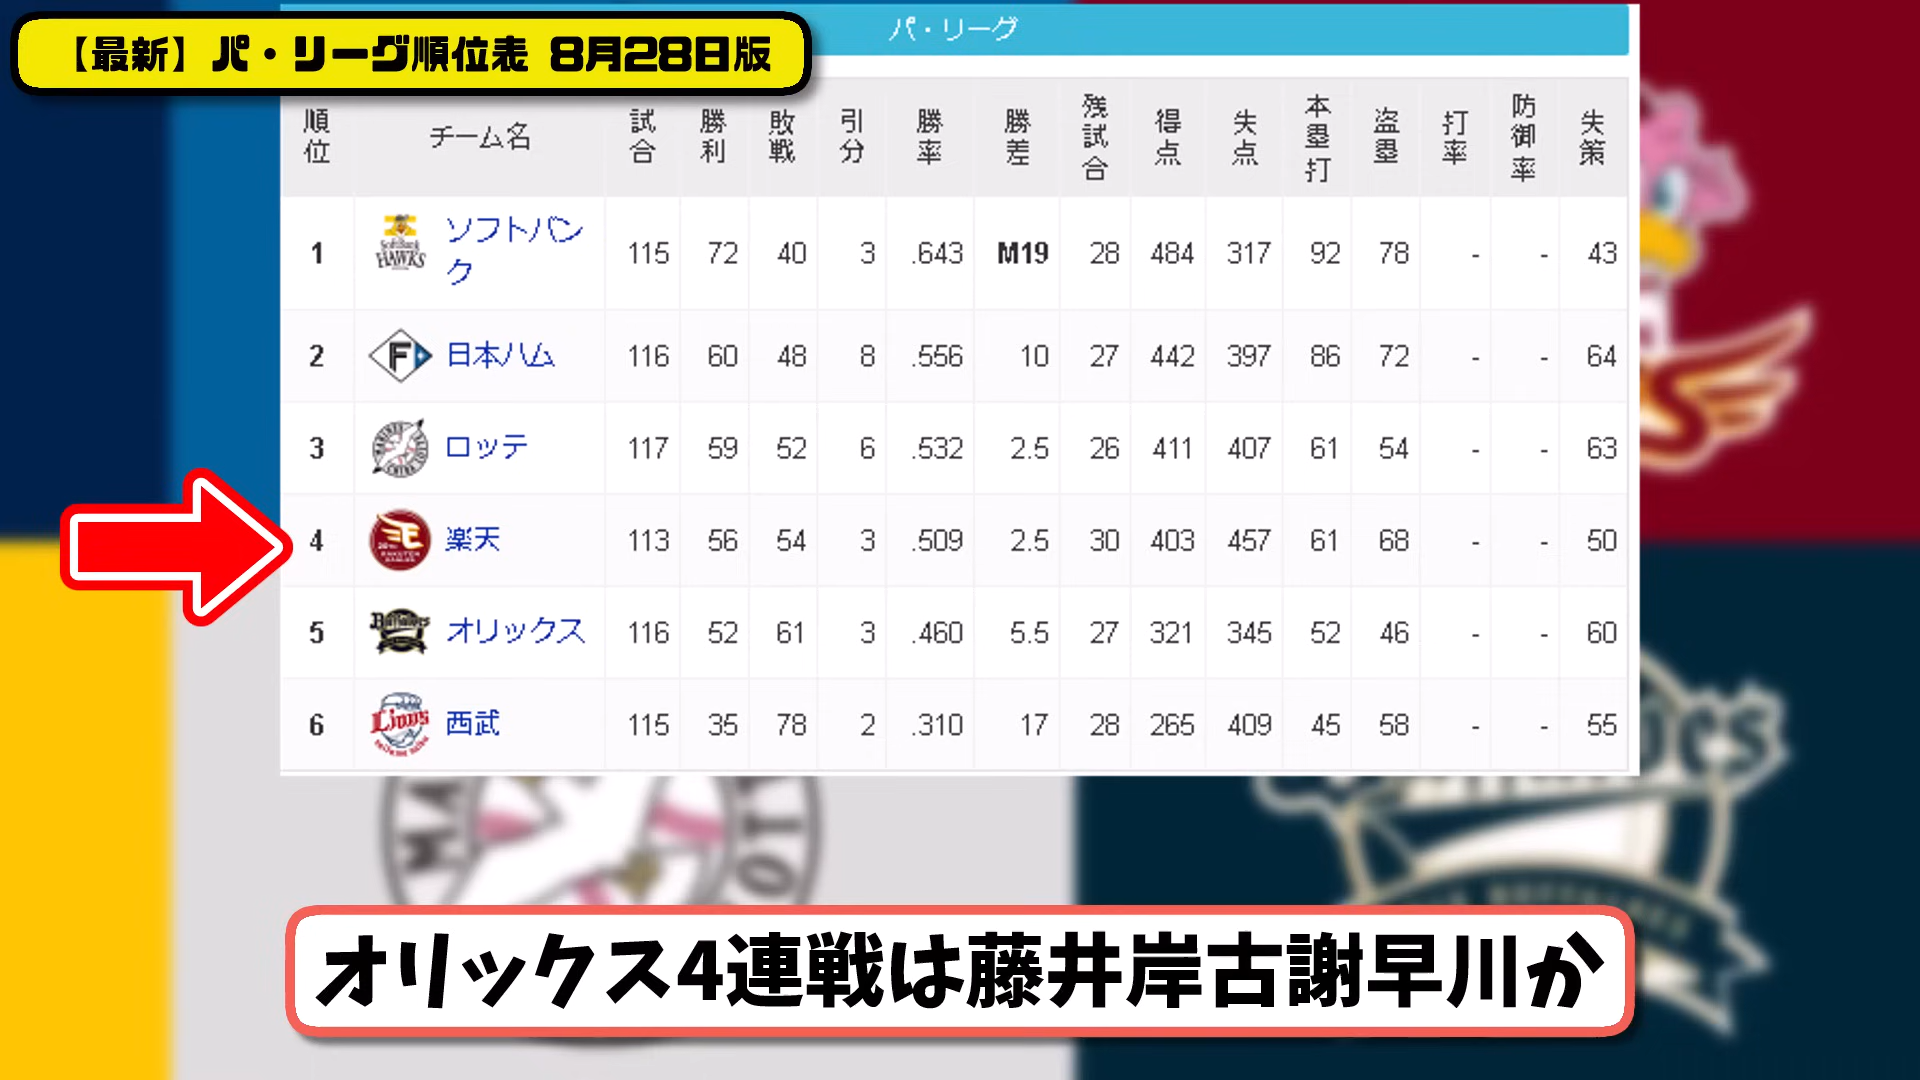 【最新】パ・リーグ順位表 8月28日版
パ・リーグ
順位 チーム名 試合 勝利 敗戦 引分 勝率 勝差 残試合 得点 失点 本塁打 盗塁 打率 防御率 失策
1 SoftBank HAWKS ソフトバンク 115 72 40 3 .643 M19 28 484 317 92 78 - - 43
2 F 日本ハム 116 60 48 8 .556 10 27 442 397 86 72 - - 64
3 ロッテ 117 59 52 6 .532 2.5 26 411 407 61 54 - - 63
4 楽天 113 56 54 3 .509 2.5 30 403 457 61 68 - - 50
5 Buffaloes オリックス 116 52 61 3 .460 5.5 27 321 345 52 46 - - 60
6 Lions 西武 115 35 78 2 .310 17 28 265 409 45 58 - - 55
オリックス4連戦は藤井岸古謝早川か